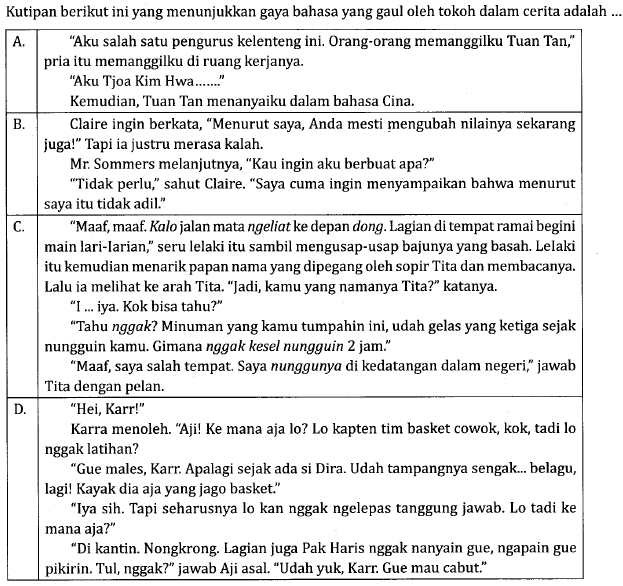 Kutipan berikut ini yang menunjukkan gaya bahasa yang gaul oleh tokoh dalam cerita adalah ...
A. "Aku salah satu pengurus kelenteng ini. Orang-orang memanggilku Tuan Tan,"
pria itu memanggilku di ruang kerjanya.
"Aku Tjoa Kim Hwa......."
Kemudian, Tuan Tan menanyaiku dalam bahasa Cina.
B. Claire ingin berkata, "Menurut saya, Anda mesti mengubah nilainya sekarang
juga!" Tapi ia justru merasa kalah.
Mr. Sommers melanjutnya, "Kau ingin aku berbuat apa?"
"Tidak perlu," sahut Claire. "Saya cuma ingin menyampaikan bahwa menurut
saya itu tidak adil."
C. "Maaf, maaf. Kalo jalan mata ngeliat ke depan dong. Lagian di tempat ramai begini
main lari-larian," seru lelaki itu sambil mengusap-usap bajunya yang basah. Lelaki
itu kemudian menarik papan nama yang dipegang oleh sopir Tita dan membacanya.
Lalu ia melihat ke arah Tita. "Jadi, kamu yang namanya Tita?" katanya.
"I ... iya. Kok bisa tahu?"
"Tahu nggak? Minuman yang kamu tumpahin ini, udah gelas yang ketiga sejak
nungguin kamu. Gimana nggak kesel nungguin 2 jam."
"Maaf, saya salah tempat. Saya nunggunya di kedatangan dalam negeri," jawab
Tita dengan pelan.
D. "Hei, Karr!"
Karra menoleh. "Aji! Ke mana aja lo? Lo kapten tim basket cowok, kok, tadi lo
nggak latihan?
"Gue males, Karr. Apalagi sejak ada si Dira. Udah tampangnya sengak... belagu,
lagi! Kayak dia aja yang jago basket."
"Iya sih. Tapi seharusnya lo kan nggak ngelepas tanggung jawab. Lo tadi ke
mana aja?"
"Di kantin. Nongkrong. Lagian juga Pak Haris nggak nanyain gue, ngapain gue
pikirin. Tul, nggak?" jawab Aji asal. "Udah yuk, Karr. Gue mau cabut."